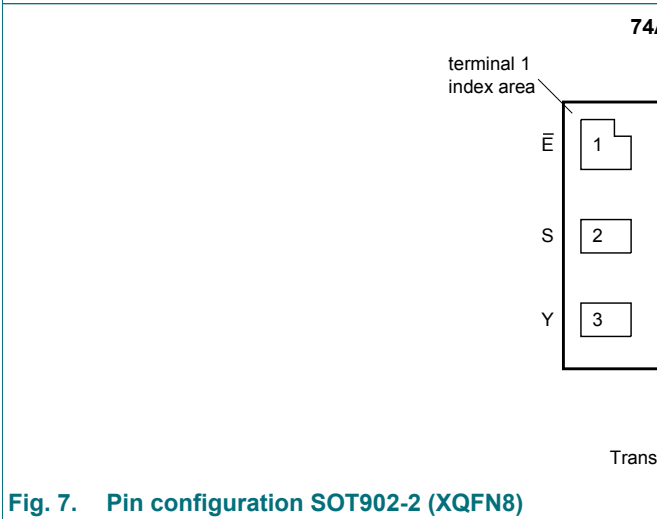 74
terminal 1
index area
E̅ 1
S 2
Y 3
Trans
Fig. 7. Pin configuration SOT902-2 (XQFN8)